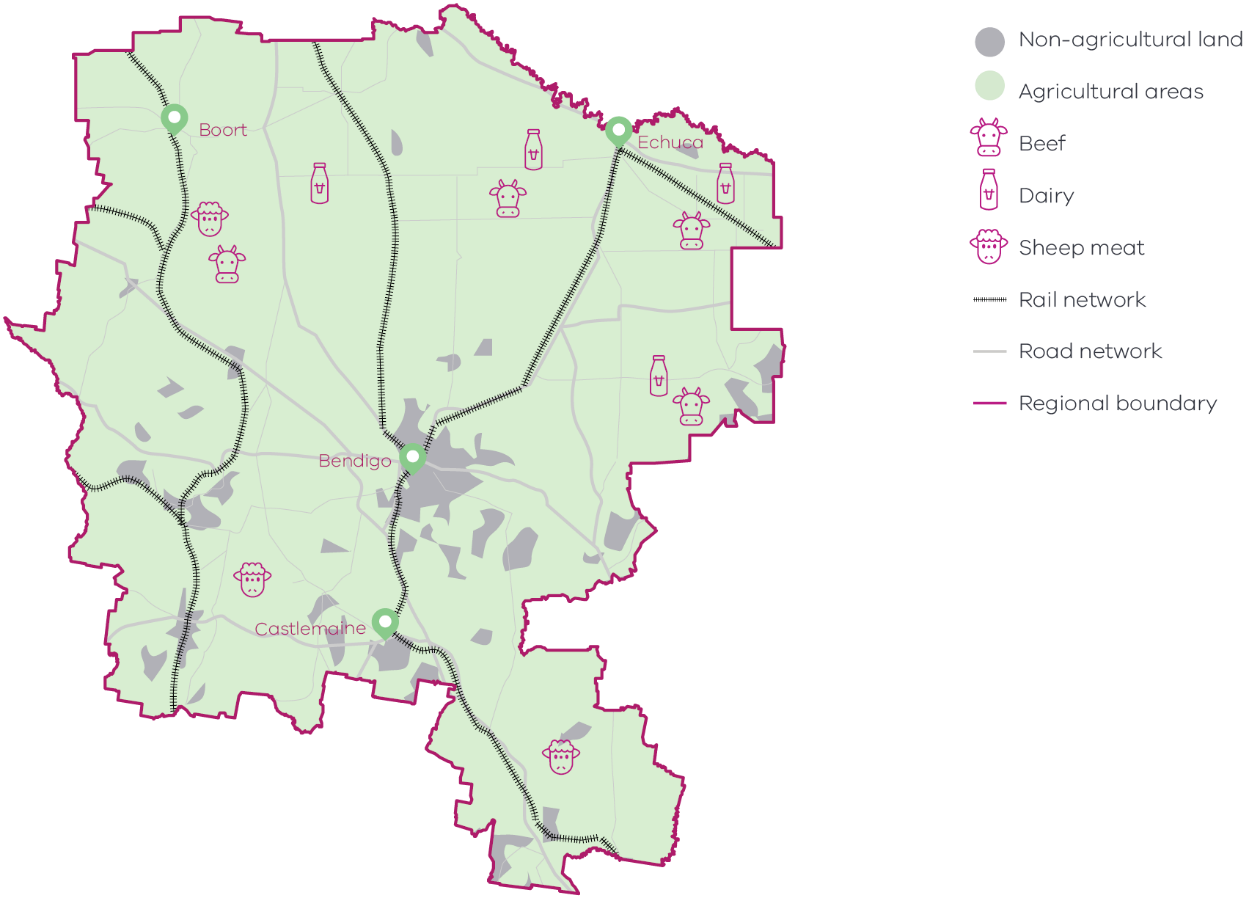 Non-agricultural land
Agricultural areas
Beef
Dairy
Sheep meat
Rail network
Road network
Regional boundary
Boort
Echuca
Bendigo
Castlemaine